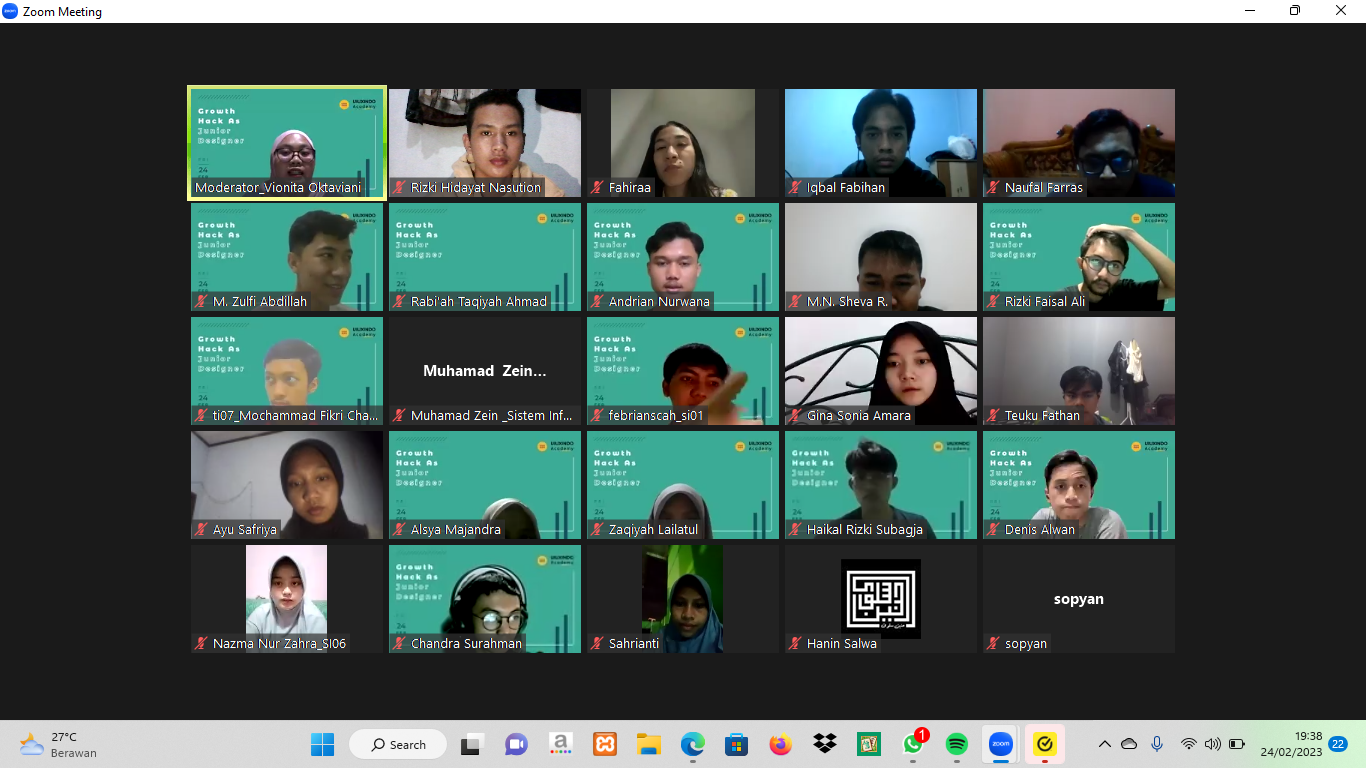 Zoom Meeting
Growth
Hack As
Junior
Designer
UIUXINDO
Academy
24
Moderator_Vionita Oktaviani
Rizki Hidayat Nasution
Fahiraa
Iqbal Fabihan
Naufal Farras
Growth
Hack As
Junior
Designer
UIUXINDO
Academy
24
M. Zulfi Abdillah
Growth
Hack As
Junior
Designer
UIUXINDO
Academy
24
Rabi'ah Taqiyah Ahmad
Growth
Hack As
Junior
Designer
UIUXINDO
Academy
24
Andrian Nurwana
M.N. Sheva R.
Growth
Hack As
Junior
Designer
UIUXINDO
Academy
24
Rizki Faisal Ali
Growth
Hack As
Junior
Designer
UIUXINDO
Academy
24
ti07_Mochammad Fikri Cha...
Muhamad Zein...
Muhamad Zein _Sistem Inf...
Growth
Hack As
Junior
Designer
UIUXINDO
Academy
24
febrianscah_si01
Gina Sonia Amara
Teuku Fathan
Ayu Safriya
Growth
Hack As
Junior
Designer
UIUXINDO
Academy
24
Alsya Majandra
Growth
Hack As
Junior
Designer
UIUXINDO
Academy
24
Zaqiyah Lailatul
Growth
Hack As
Junior
Designer
UIUXINDO
Academy
24
Haikal Rizki Subagja
Growth
Hack As
Junior
Designer
UIUXINDO
Academy
24
Denis Alwan
Nazma Nur Zahra_SI06
Growth
Hack As
Junior
Designer
UIUXINDO
Academy
24
Chandra Surahman
Sahrianti
Hanin Salwa
sopyan
sopyan
27°C
Berawan
Search
1
zoom
19:38
24/02/2023
22